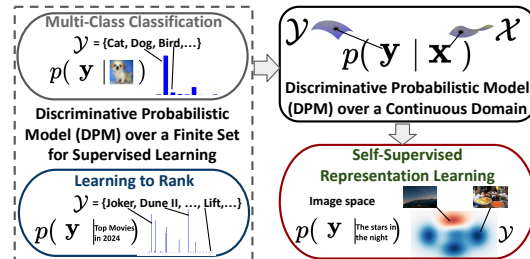 Multi-Class Classification
𝒴 = {Cat, Dog, Bird,…}
p( y | )
Discriminative Probabilistic
Model (DPM) over a Finite Set
for Supervised Learning
Learning to Rank
𝒴 = {Joker, Dune II, …, Lift,…}
p( y | Top Movies in 2024 )
𝒴 p( y | x ) 𝒳
Discriminative Probabilistic
Model (DPM) over a Continuous Domain
Self-Supervised
Representation Learning
Image space
p( y | The stars in the night ) 𝒴